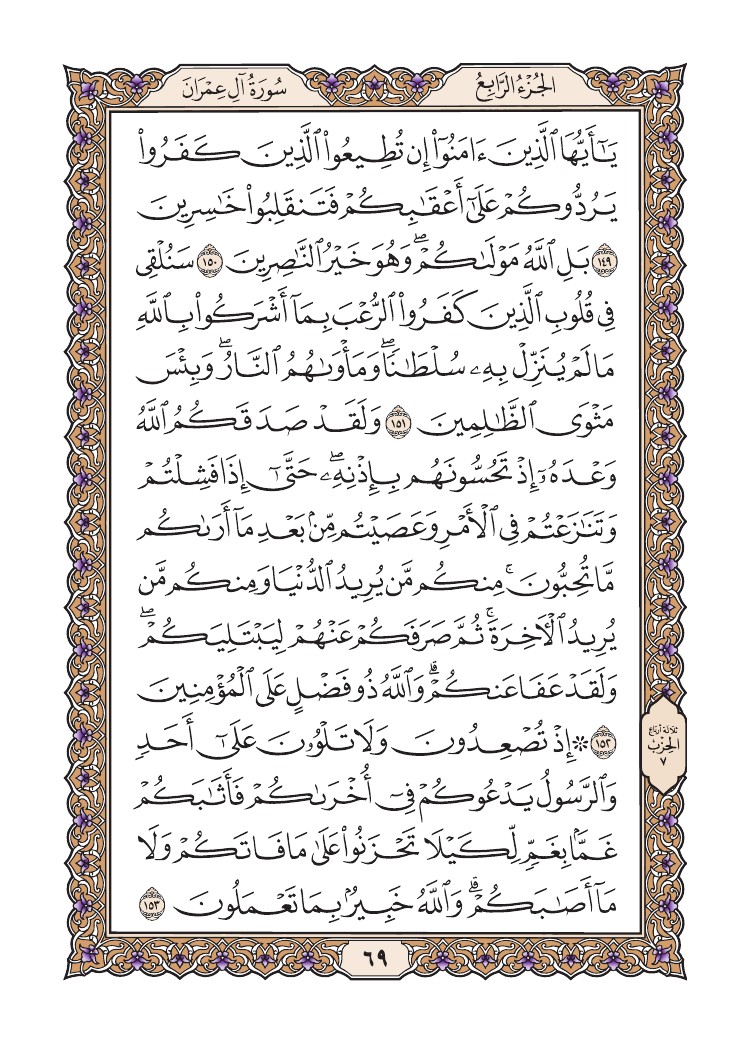 الجُزْءُ الرَّابِعُ
سُورَةُ آلِ عِمْرَانَ
يَـٰٓأَيُّهَا ٱلَّذِينَ ءَامَنُوٓا۟ إِن تُطِيعُوا۟ ٱلَّذِينَ كَفَرُوا۟
يَرُدُّوكُمْ عَلَىٰٓ أَعْقَـٰبِكُمْ فَتَنقَلِبُوا۟ خَـٰسِرِينَ
١٤٩ بَلِ ٱللَّهُ مَوْلَىٰكُمْ ۖ وَهُوَ خَيْرُ ٱلنَّـٰصِرِينَ ١٥٠ سَنُلْقِى
فِى قُلُوبِ ٱلَّذِينَ كَفَرُوا۟ ٱلرُّعْبَ بِمَآ أَشْرَكُوا۟ بِٱللَّهِ
مَا لَمْ يُنَزِّلْ بِهِۦ سُلْطَـٰنًا ۖ وَمَأْوَىٰهُمُ ٱلنَّارُ ۖ وَبِئْسَ
مَثْوَى ٱلظَّـٰلِمِينَ ١٥١ وَلَقَدْ صَدَقَكُمُ ٱللَّهُ
وَعْدَهُۥٓ إِذْ تَحُسُّونَهُم بِإِذْنِهِۦ ۖ حَتَّىٰٓ إِذَا فَشِلْتُمْ
وَتَنَـٰزَعْتُمْ فِى ٱلْأَمْرِ وَعَصَيْتُم مِّنۢ بَعْدِ مَآ أَرَىٰكُم
مَّا تُحِبُّونَ ۚ مِنكُم مَّن يُرِيدُ ٱلدُّنْيَا وَمِنكُم مَّن
يُرِيدُ ٱلْـَٔاخِرَةَ ۚ ثُمَّ صَرَفَكُمْ عَنْهُمْ لِيَبْتَلِيَكُمْ ۖ
وَلَقَدْ عَفَا عَنكُمْ ۗ وَٱللَّهُ ذُو فَضْلٍ عَلَى ٱلْمُؤْمِنِينَ
١٥٢ ۞ إِذْ تُصْعِدُونَ وَلَا تَلْوُۥنَ عَلَىٰٓ أَحَدٍ
وَٱلرَّسُولُ يَدْعُوكُمْ فِىٓ أُخْرَىٰكُمْ فَأَثَـٰبَكُمْ
غَمًّۢا بِغَمٍّ لِّكَيْلَا تَحْزَنُوا۟ عَلَىٰ مَا فَاتَكُمْ وَلَا
مَآ أَصَـٰبَكُمْ ۗ وَٱللَّهُ خَبِيرٌۢ بِمَا تَعْمَلُونَ ١٥٣
ثلاثة أرباع
الحِزْب
٧
٦٩